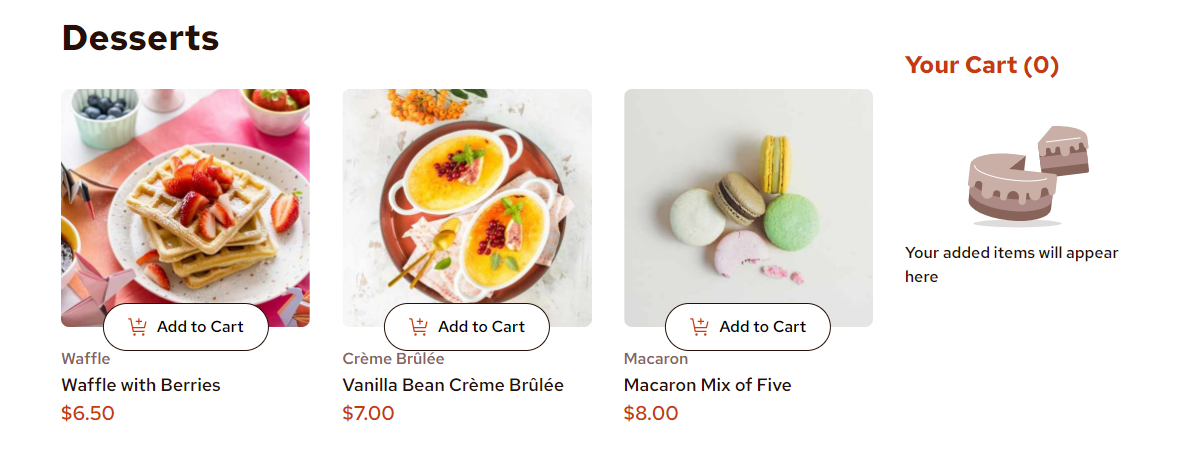 Desserts
Your Cart (0)
Your added items will appear
here
Add to Cart
Waffle
Waffle with Berries
$6.50
Add to Cart
Crème Brûlée
Vanilla Bean Crème Brûlée
$7.00
Add to Cart
Macaron
Macaron Mix of Five
$8.00